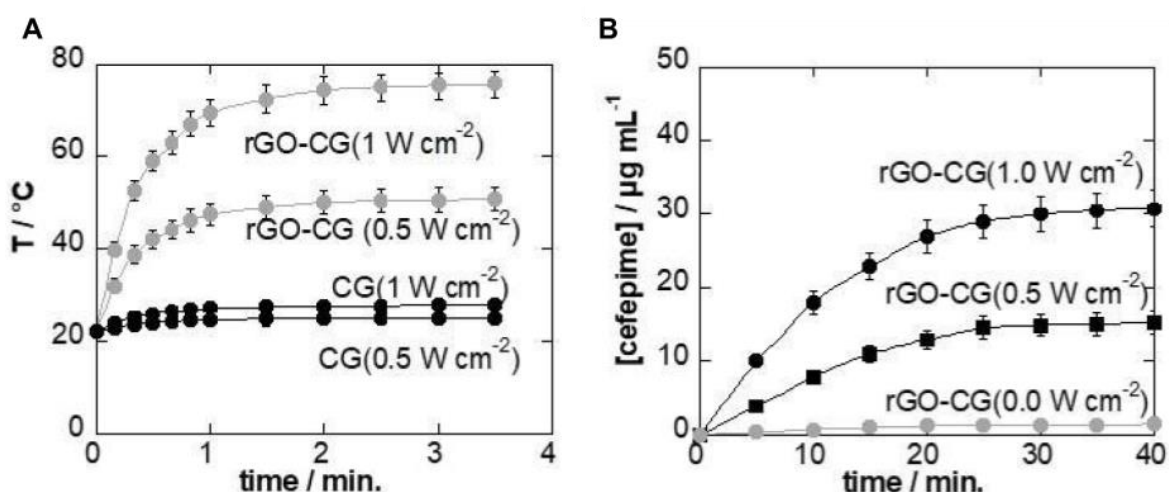 A
T / °C
80
60
40
20
0
rGO-CG(1 W cm⁻²)
rGO-CG (0.5 W cm⁻²)
CG(1 W cm⁻²)
CG(0.5 W cm⁻²)
0 1 2 3 4
time / min.
B
[cefepime] / µg mL⁻¹
50
40
30
20
10
0
rGO-CG(1.0 W cm⁻²)
rGO-CG(0.5 W cm⁻²)
rGO-CG(0.0 W cm⁻²)
0 10 20 30 40
time / min.